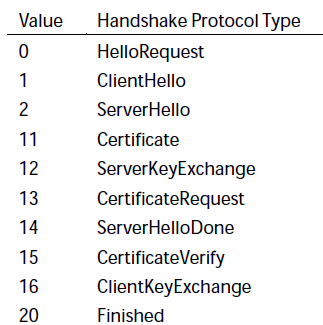 Value Handshake Protocol Type
0 HelloRequest
1 ClientHello
2 ServerHello
11 Certificate
12 ServerKeyExchange
13 CertificateRequest
14 ServerHelloDone
15 CertificateVerify
16 ClientKeyExchange
20 Finished